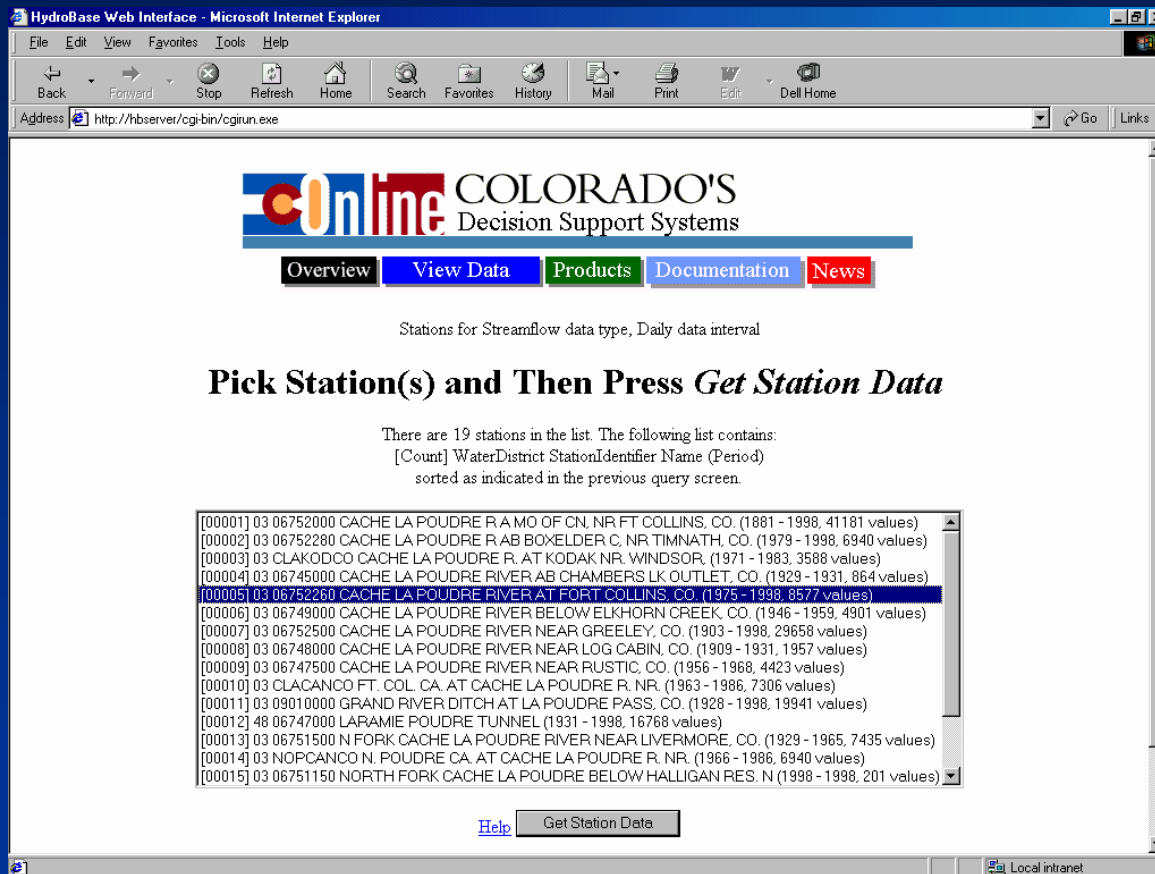 HydroBase Web Interface - Microsoft Internet Explorer
File Edit View Favorites Tools Help
Back Forward Stop Refresh Home Search Favorites History Mail Print Edit Dell Home
Address http://hbserver/cgi-bin/cgirun.exe Go Links
cOnline COLORADO'S
Decision Support Systems
Overview View Data Products Documentation News
Stations for Streamflow data type, Daily data interval
Pick Station(s) and Then Press Get Station Data
There are 19 stations in the list. The following list contains:
[Count] WaterDistrict StationIdentifier Name (Period)
sorted as indicated in the previous query screen.
[00001] 03 06752000 CACHE LA POUDRE R A MO OF CN, NR FT COLLINS, CO. (1881 - 1998, 41181 values)
[00002] 03 06752280 CACHE LA POUDRE R AB BOXELDER C, NR TIMNATH, CO. (1979 - 1998, 6940 values)
[00003] 03 CLAKODCO CACHE LA POUDRE R. AT KODAK NR. WINDSOR, (1971 - 1983, 3588 values)
[00004] 03 06745000 CACHE LA POUDRE RIVER AB CHAMBERS LK OUTLET, CO. (1929 - 1931, 864 values)
[00005] 03 06752260 CACHE LA POUDRE RIVER AT FORT COLLINS, CO. (1975 - 1998, 8577 values)
[00006] 03 06749000 CACHE LA POUDRE RIVER BELOW ELKHORN CREEK, CO. (1946 - 1959, 4901 values)
[00007] 03 06752500 CACHE LA POUDRE RIVER NEAR GREELEY, CO. (1903 - 1998, 29658 values)
[00008] 03 06748000 CACHE LA POUDRE RIVER NEAR LOG CABIN, CO. (1909 - 1931, 1957 values)
[00009] 03 06747500 CACHE LA POUDRE RIVER NEAR RUSTIC, CO. (1956 - 1968, 4423 values)
[00010] 03 CLACANCO FT. COL. CA. AT CACHE LA POUDRE R. NR. (1963 - 1986, 7306 values)
[00011] 03 09010000 GRAND RIVER DITCH AT LA POUDRE PASS, CO. (1928 - 1998, 19941 values)
[00012] 48 06747000 LARAMIE POUDRE TUNNEL (1931 - 1998, 16768 values)
[00013] 03 06751500 N FORK CACHE LA POUDRE RIVER NEAR LIVERMORE, CO. (1929 - 1965, 7435 values)
[00014] 03 NOPCANCO N. POUDRE CA. AT CACHE LA POUDRE R. NR. (1966 - 1986, 6940 values)
[00015] 03 06751150 NORTH FORK CACHE LA POUDRE BELOW HALLIGAN RES. N (1998 - 1998, 201 values)
Help Get Station Data
Local intranet